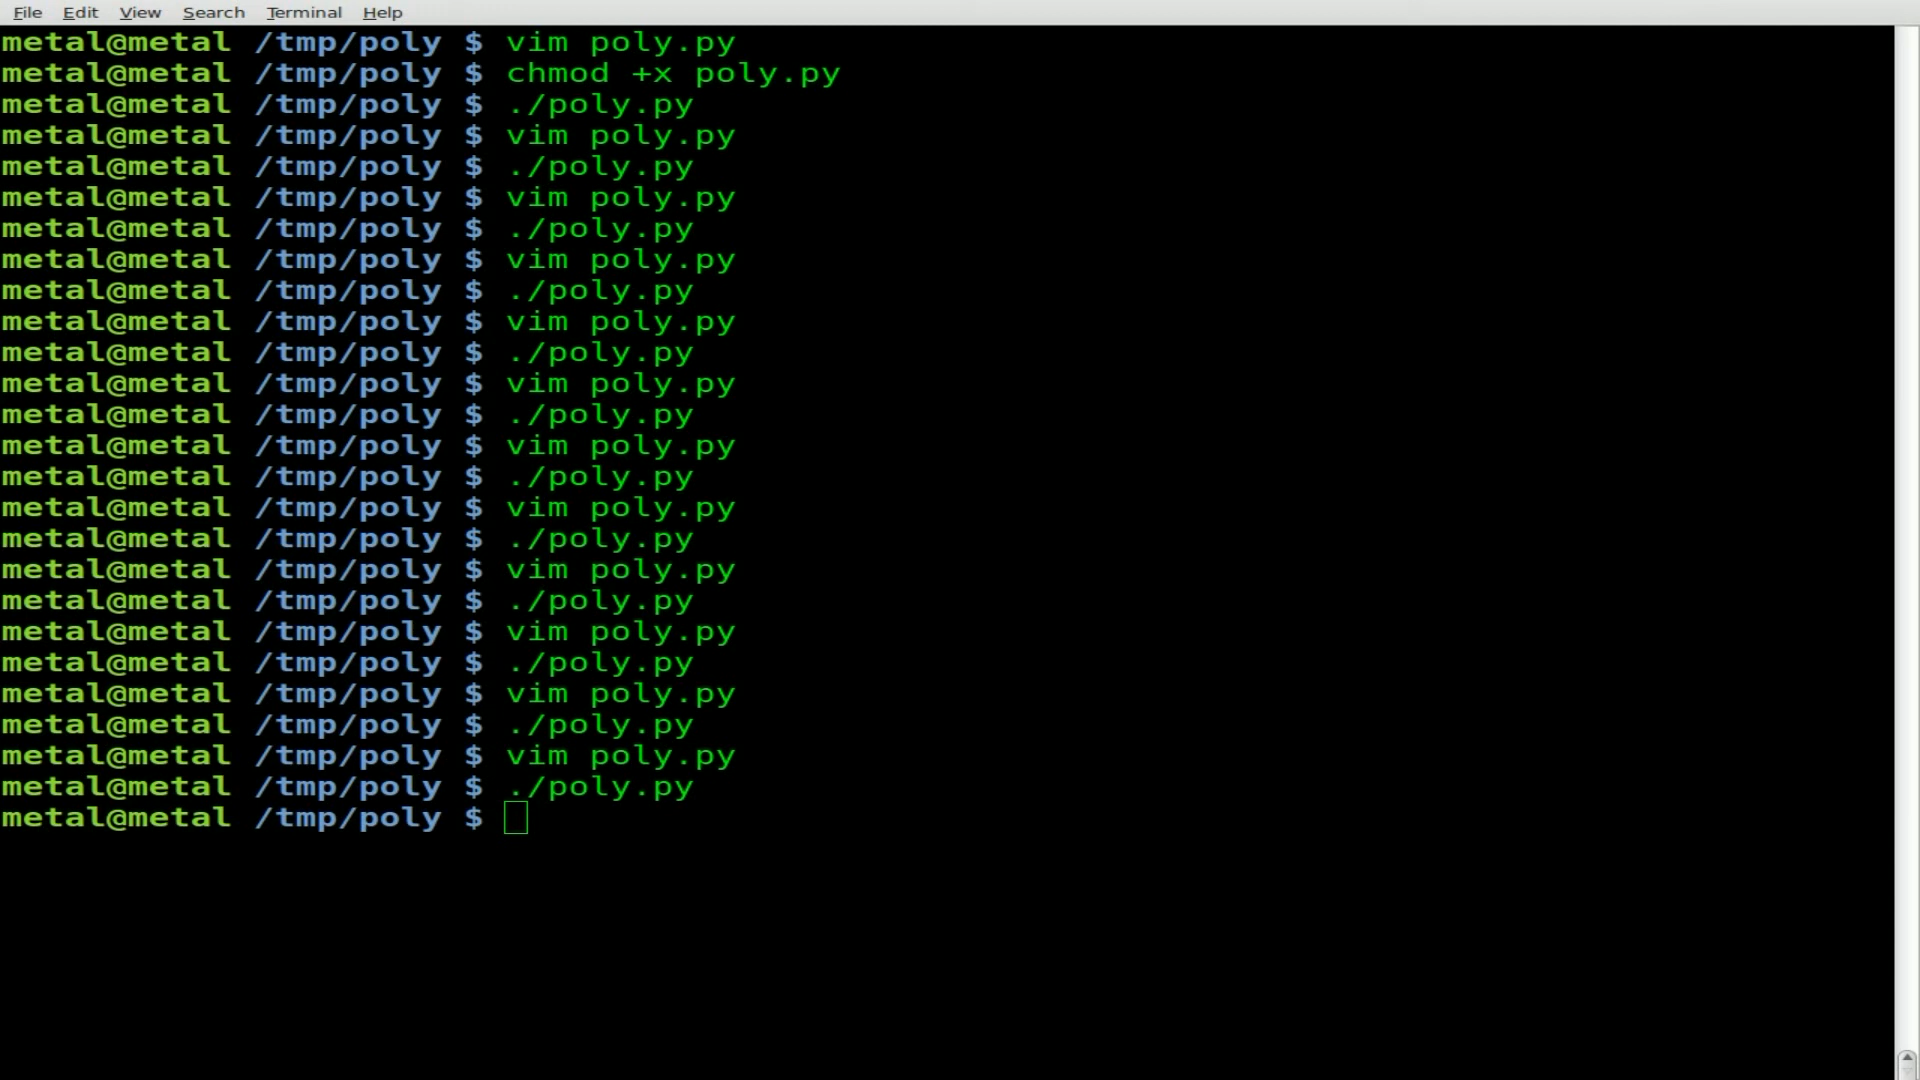 File Edit View Search Terminal Help
metal@metal /tmp/poly $ vim poly.py
metal@metal /tmp/poly $ chmod +x poly.py
metal@metal /tmp/poly $ ./poly.py
metal@metal /tmp/poly $ vim poly.py
metal@metal /tmp/poly $ ./poly.py
metal@metal /tmp/poly $ vim poly.py
metal@metal /tmp/poly $ ./poly.py
metal@metal /tmp/poly $ vim poly.py
metal@metal /tmp/poly $ ./poly.py
metal@metal /tmp/poly $ vim poly.py
metal@metal /tmp/poly $ ./poly.py
metal@metal /tmp/poly $ vim poly.py
metal@metal /tmp/poly $ ./poly.py
metal@metal /tmp/poly $ vim poly.py
metal@metal /tmp/poly $ ./poly.py
metal@metal /tmp/poly $ vim poly.py
metal@metal /tmp/poly $ ./poly.py
metal@metal /tmp/poly $ vim poly.py
metal@metal /tmp/poly $ ./poly.py
metal@metal /tmp/poly $ vim poly.py
metal@metal /tmp/poly $ ./poly.py
metal@metal /tmp/poly $ vim poly.py
metal@metal /tmp/poly $ ./poly.py
metal@metal /tmp/poly $ vim poly.py
metal@metal /tmp/poly $ ./poly.py
metal@metal /tmp/poly $